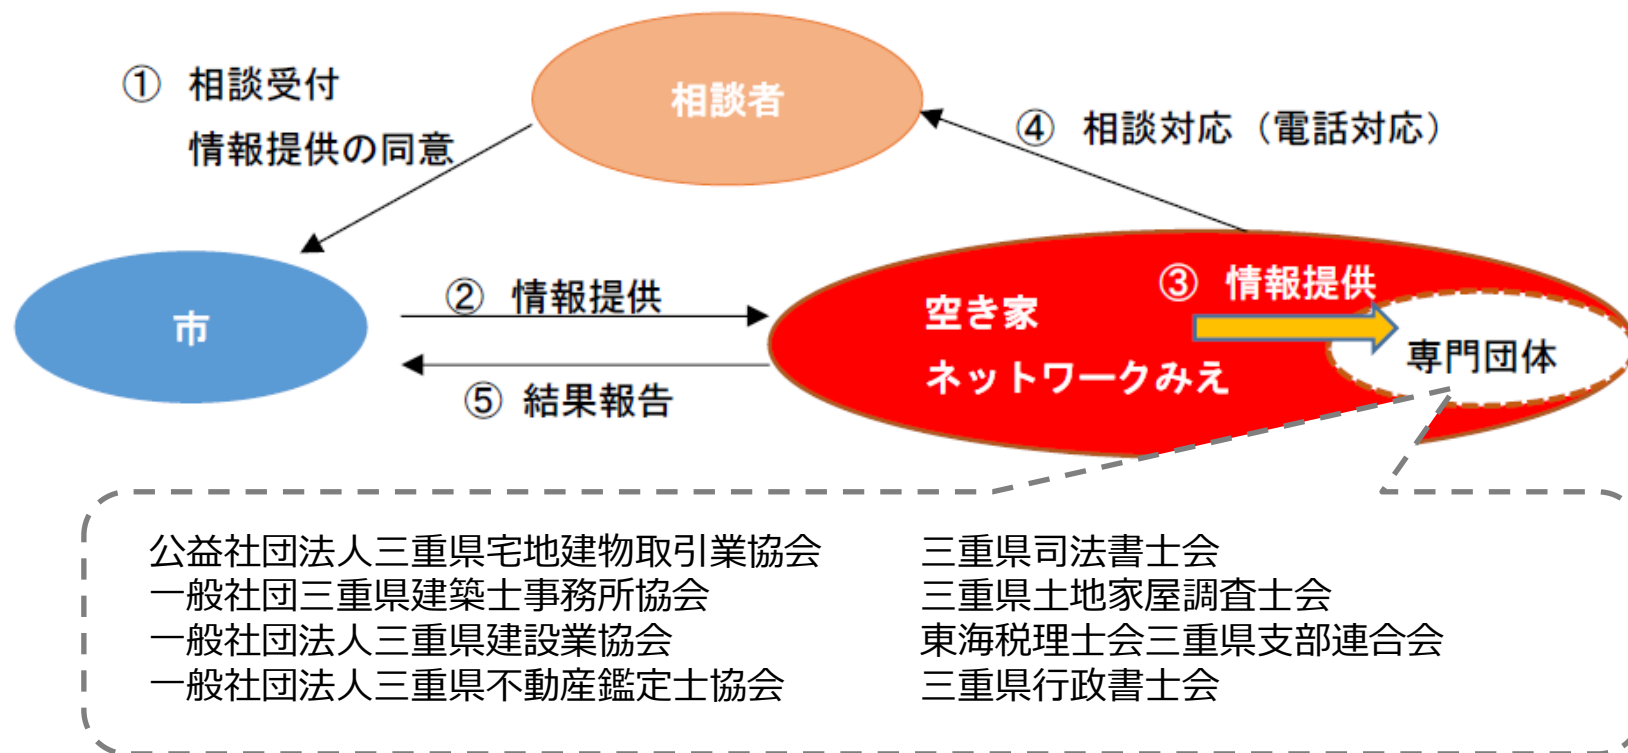 ① 相談受付
情報提供の同意
相談者
④ 相談対応（電話対応）
市
② 情報提供
⑤ 結果報告
空き家
ネットワークみえ
③ 情報提供
専門団体
公益社団法人三重県宅地建物取引業協会
一般社団三重県建築士事務所協会
一般社団法人三重県建設業協会
一般社団法人三重県不動産鑑定士協会
三重県司法書士会
三重県土地家屋調査士会
東海税理士会三重県支部連合会
三重県行政書士会